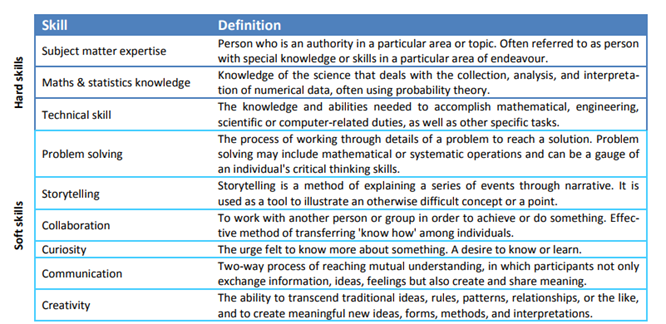 Skill Definition
Hard skills
Subject matter expertise
Person who is an authority in a particular area or topic. Often referred to as person
with special knowledge or skills in a particular area of endeavour.
Maths & statistics knowledge
Knowledge of the science that deals with the collection, analysis, and interpreta-
tion of numerical data, often using probability theory.
Technical skill
The knowledge and abilities needed to accomplish mathematical, engineering,
scientific or computer-related duties, as well as other specific tasks.
Soft skills
Problem solving
The process of working through details of a problem to reach a solution. Problem
solving may include mathematical or systematic operations and can be a gauge of
an individual's critical thinking skills.
Storytelling
Storytelling is a method of explaining a series of events through narrative. It is
used as a tool to illustrate an otherwise difficult concept or a point.
Collaboration
To work with another person or group in order to achieve or do something. Effec-
tive method of transferring 'know how' among individuals.
Curiosity
The urge felt to know more about something. A desire to know or learn.
Communication
Two-way process of reaching mutual understanding, in which participants not only
exchange information, ideas, feelings but also create and share meaning.
Creativity
The ability to transcend traditional ideas, rules, patterns, relationships, or the like,
and to create meaningful new ideas, forms, methods, and interpretations.